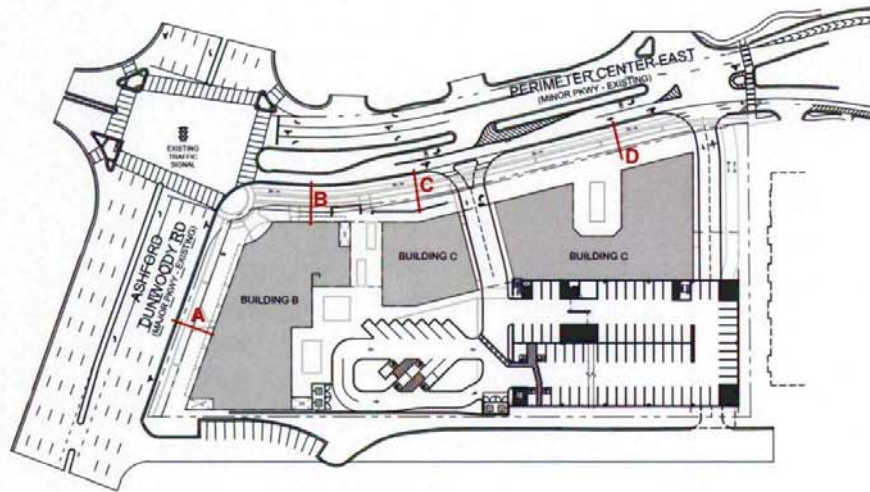 PERIMETER CENTER EAST
(MINOR PKWY - EXISTING)
EXISTING
TRAFFIC
SIGNAL
D
C
B
ASHFORD
DUNWOODY RD
(MAJOR PKWY - EXISTING)
BUILDING C
BUILDING C
BUILDING B
A